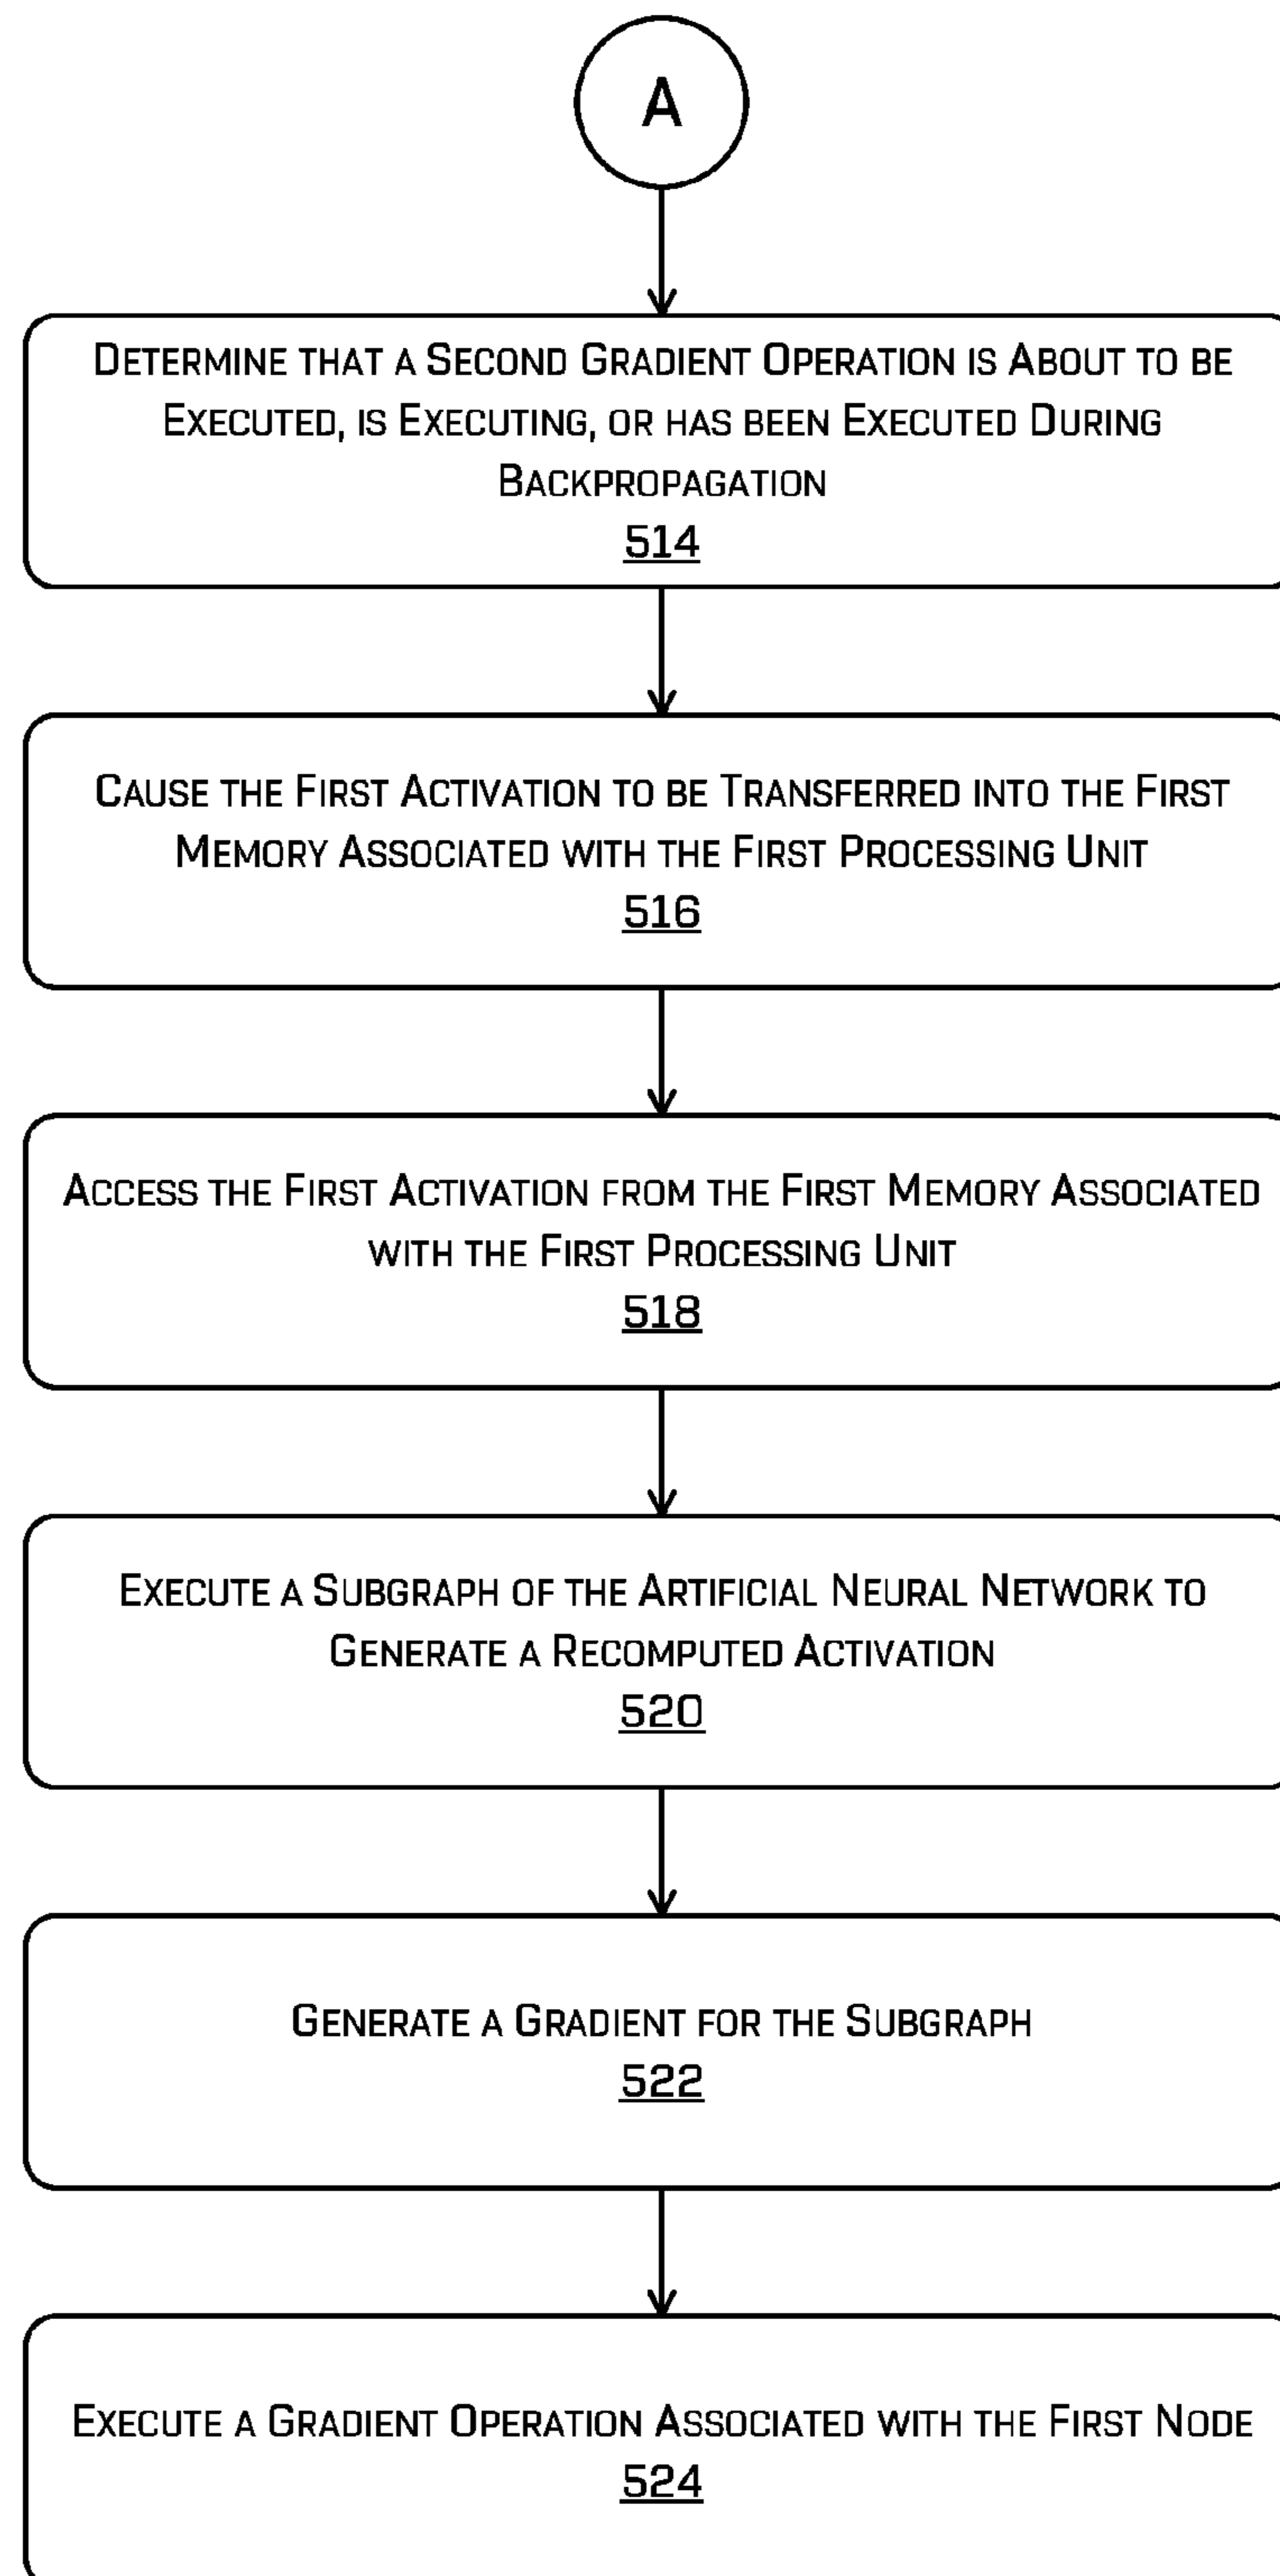 A
Determine that a Second Gradient Operation is About to be
Executed, is Executing, or has been Executed During
Backpropagation
514
Cause the First Activation to be Transferred into the First
Memory Associated with the First Processing Unit
516
Access the First Activation from the First Memory Associated
with the First Processing Unit
518
Execute a Subgraph of the Artificial Neural Network to
Generate a Recomputed Activation
520
Generate a Gradient for the Subgraph
522
Execute a Gradient Operation Associated with the First Node
524